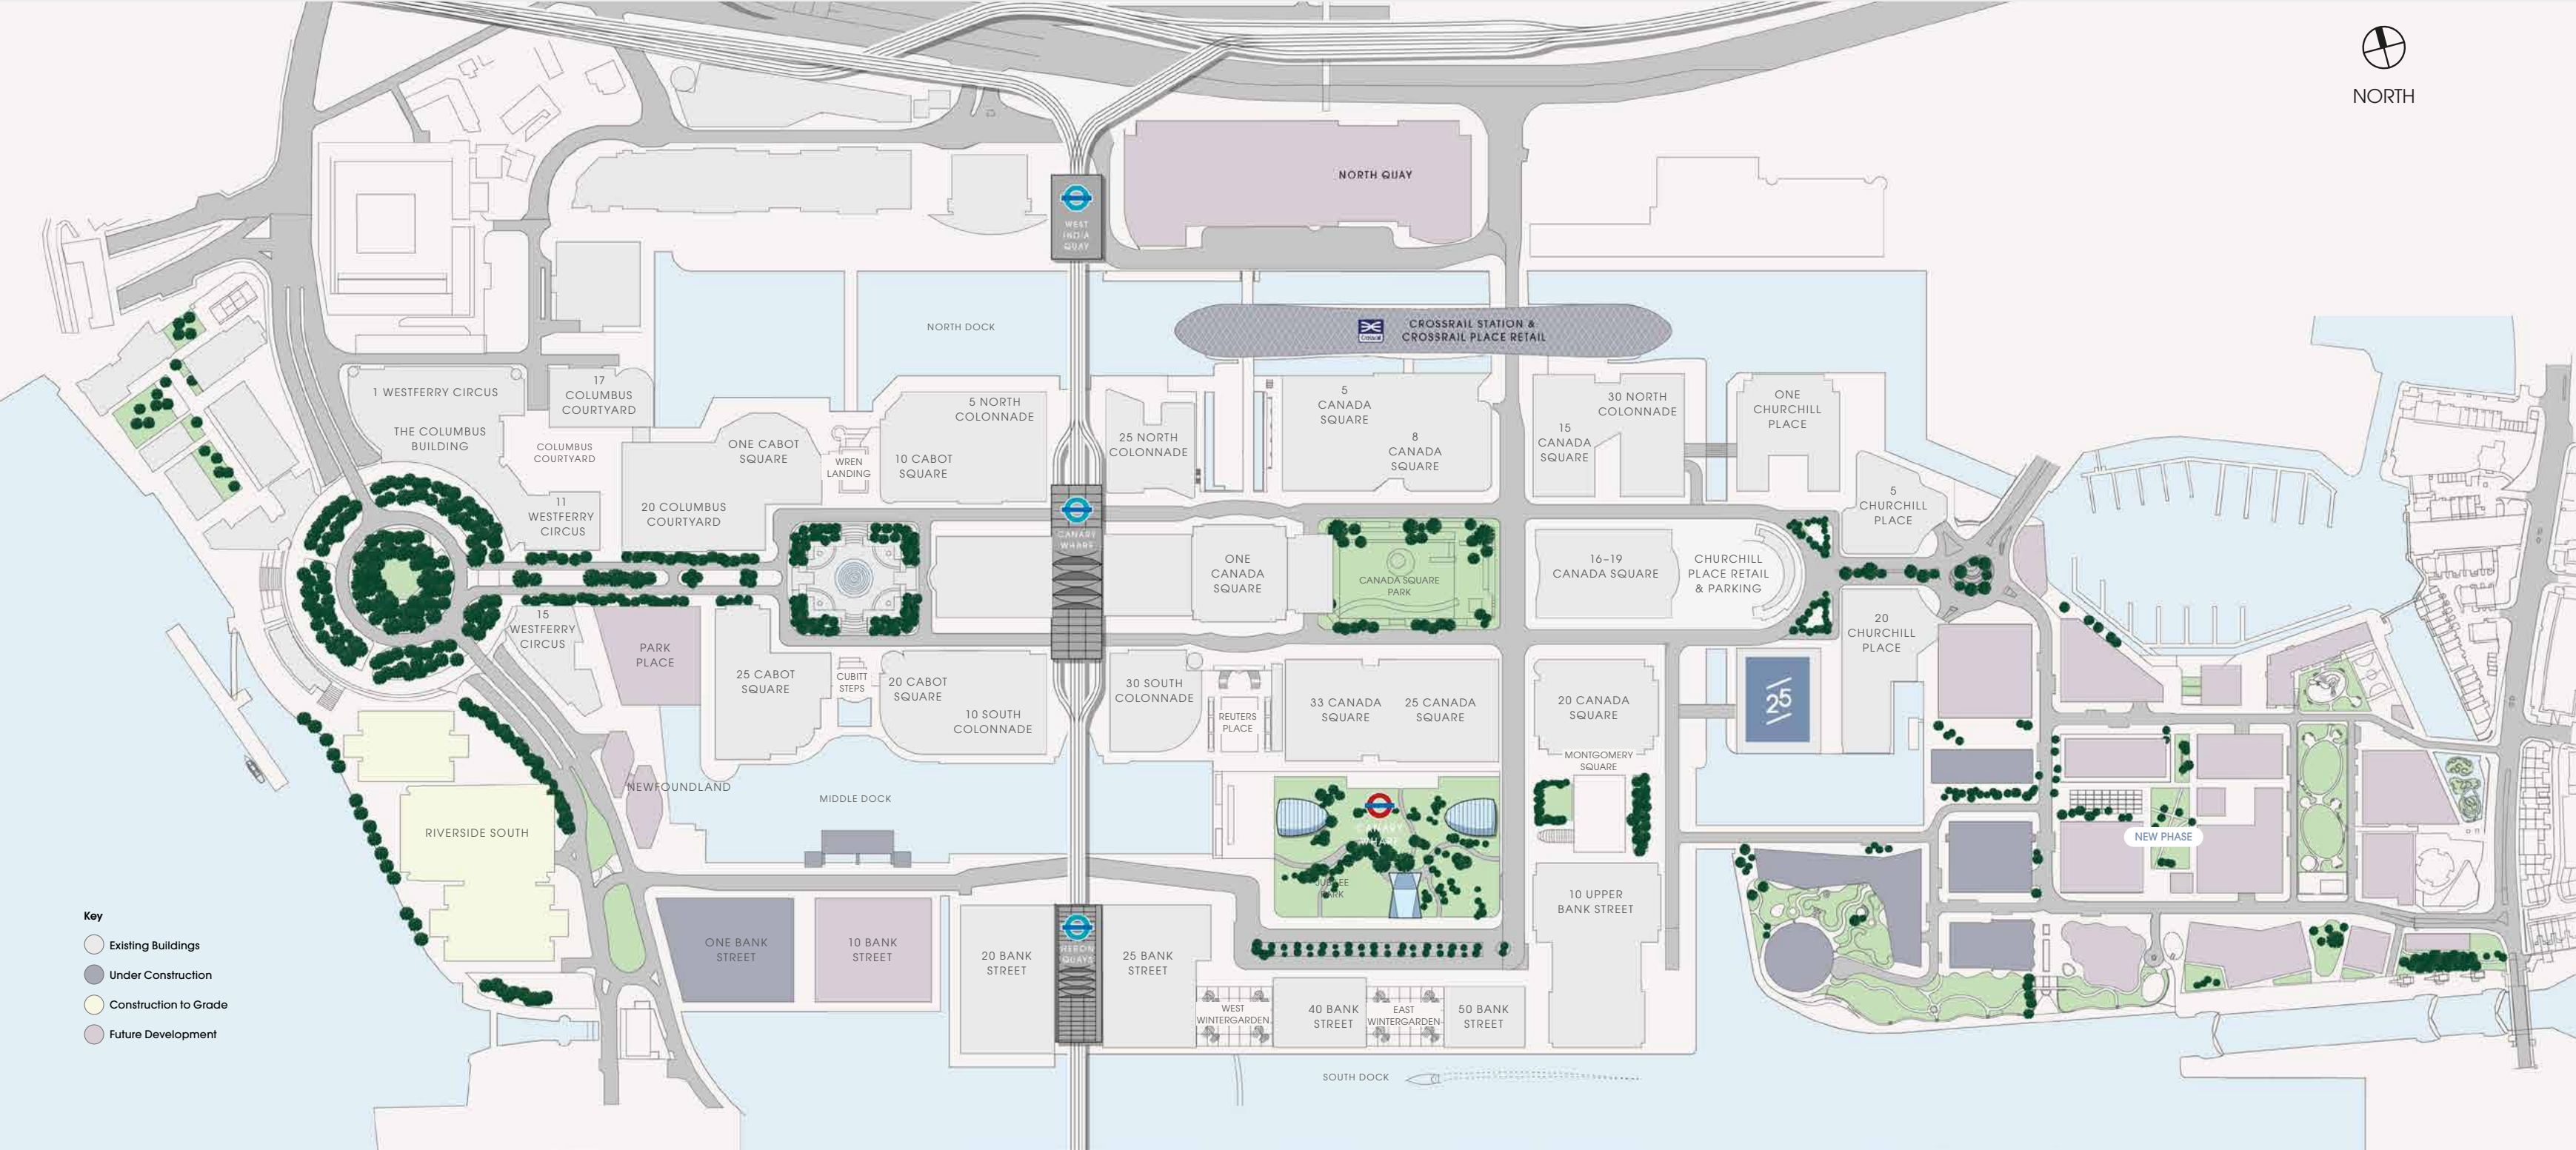 NORTH
NORTH QUAY
WEST
INDIA
QUAY
NORTH DOCK
CROSSRAIL STATION &
CROSSRAIL PLACE RETAIL
1 WESTFERRY CIRCUS
THE COLUMBUS
BUILDING
17
COLUMBUS
COURTYARD
COLUMBUS
COURTYARD
11
WESTFERRY
CIRCUS
20 COLUMBUS
COURTYARD
ONE CABOT
SQUARE
WREN
LANDING
10 CABOT
SQUARE
5 NORTH
COLONNADE
25 NORTH
COLONNADE
5
CANADA
SQUARE
8
CANADA
SQUARE
15
CANADA
SQUARE
30 NORTH
COLONNADE
ONE
CHURCHILL
PLACE
5
CHURCHILL
PLACE
CANARY
WHARF
ONE
CANADA
SQUARE
CANADA SQUARE
PARK
16–19
CANADA SQUARE
CHURCHILL
PLACE RETAIL
& PARKING
15
WESTFERRY
CIRCUS
PARK
PLACE
25 CABOT
SQUARE
CUBITT
STEPS
20 CABOT
SQUARE
10 SOUTH
COLONNADE
30 SOUTH
COLONNADE
REUTERS
PLACE
33 CANADA
SQUARE
25 CANADA
SQUARE
20 CANADA
SQUARE
MONTGOMERY
SQUARE
25
20
CHURCHILL
PLACE
NEWFOUNDLAND
MIDDLE DOCK
RIVERSIDE SOUTH
CANARY
WHARF
JUBILEE
PARK
NEW PHASE
ONE BANK
STREET
10 BANK
STREET
20 BANK
STREET
HERON
QUAYS
25 BANK
STREET
WEST
WINTERGARDEN
40 BANK
STREET
EAST
WINTERGARDEN
50 BANK
STREET
10 UPPER
BANK STREET
SOUTH DOCK
Key
Existing Buildings
Under Construction
Construction to Grade
Future Development